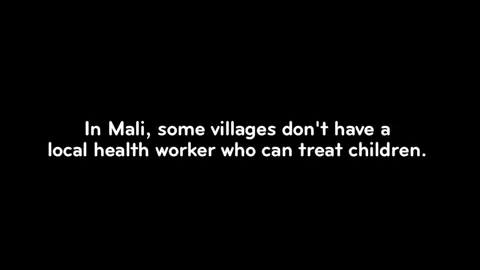 In Mali, some villages don't have a
local health worker who can treat children.